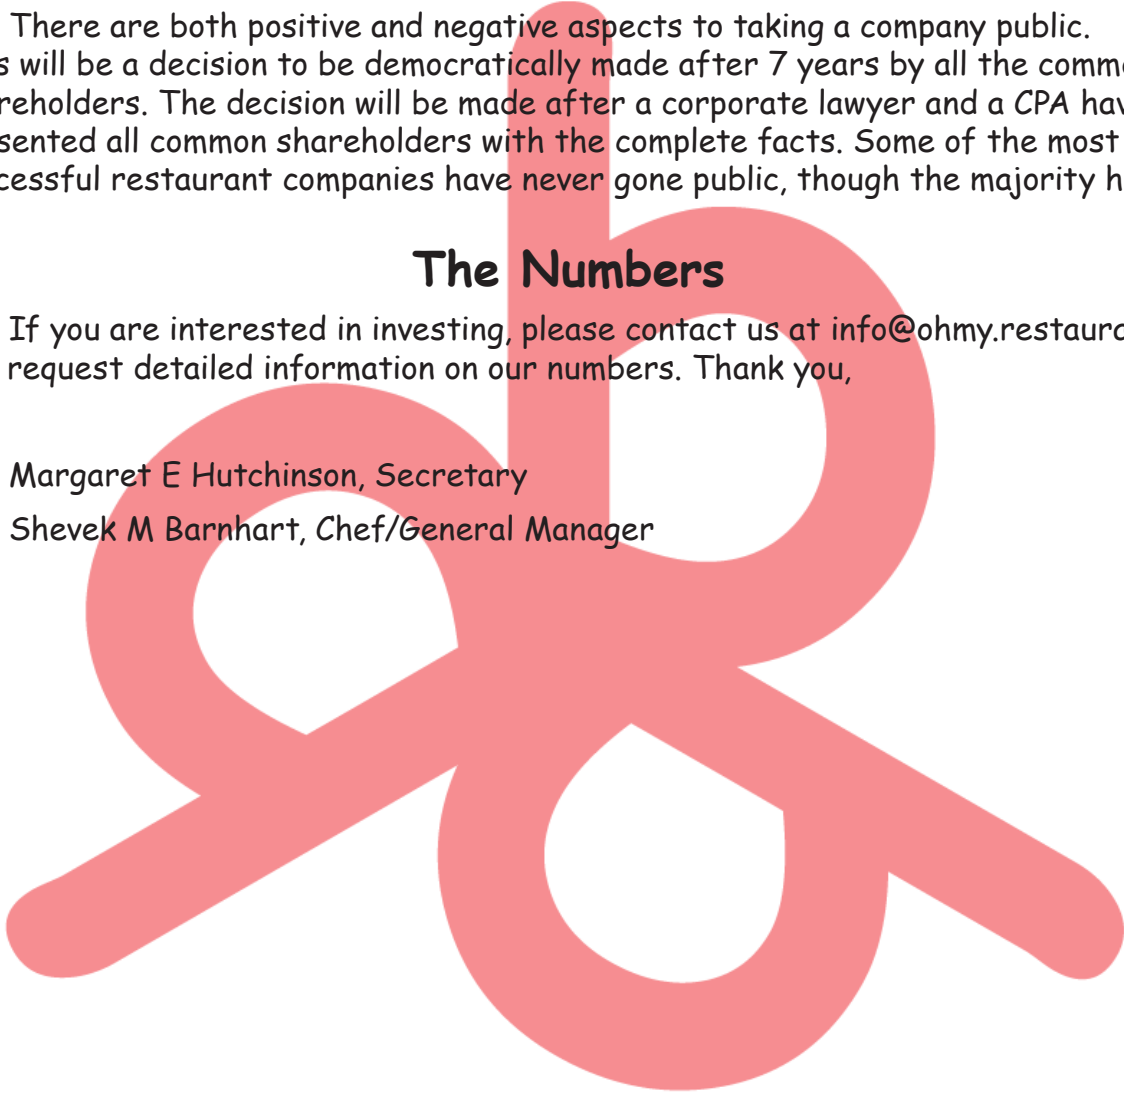 There are both positive and negative aspects to taking a company public.
s will be a decision to be democratically made after 7 years by all the comm
reholders. The decision will be made after a corporate lawyer and a CPA hav
sented all common shareholders with the complete facts. Some of the most
cessful restaurant companies have never gone public, though the majority h
The Numbers
If you are interested in investing, please contact us at info@ohmy.restaura
request detailed information on our numbers. Thank you,
Margaret E Hutchinson, Secretary
Shevek M Barnhart, Chef/General Manager